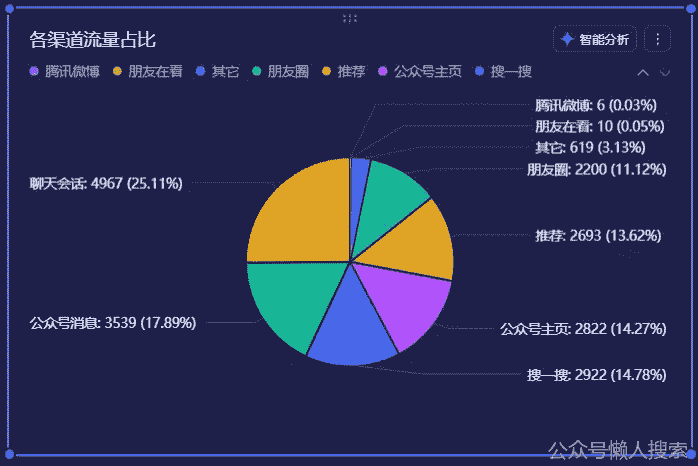 各渠道流量占比
智能分析
腾讯微博 朋友在看 其它 朋友圈 推荐 公众号主页 搜一搜
腾讯微博: 6 (0.03%)
朋友在看: 10 (0.05%)
其它: 619 (3.13%)
朋友圈: 2200 (11.12%)
聊天会话: 4967 (25.11%)
推荐: 2693 (13.62%)
公众号消息: 3539 (17.89%)
公众号主页: 2822 (14.27%)
搜一搜: 2922 (14.78%)
公众号懒人搜索